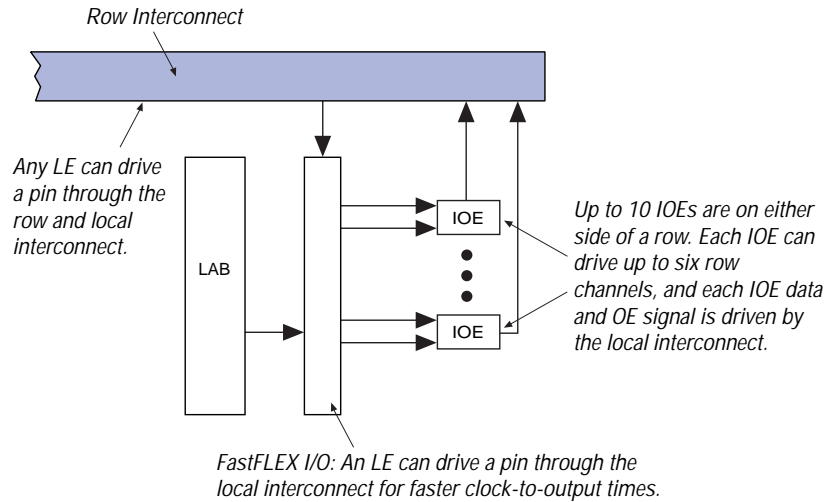 Row Interconnect
Any LE can drive
a pin through the
row and local
interconnect.
LAB
IOE
IOE
Up to 10 IOEs are on either
side of a row. Each IOE can
drive up to six row
channels, and each IOE data
and OE signal is driven by
the local interconnect.
FastFLEX I/O: An LE can drive a pin through the
local interconnect for faster clock-to-output times.